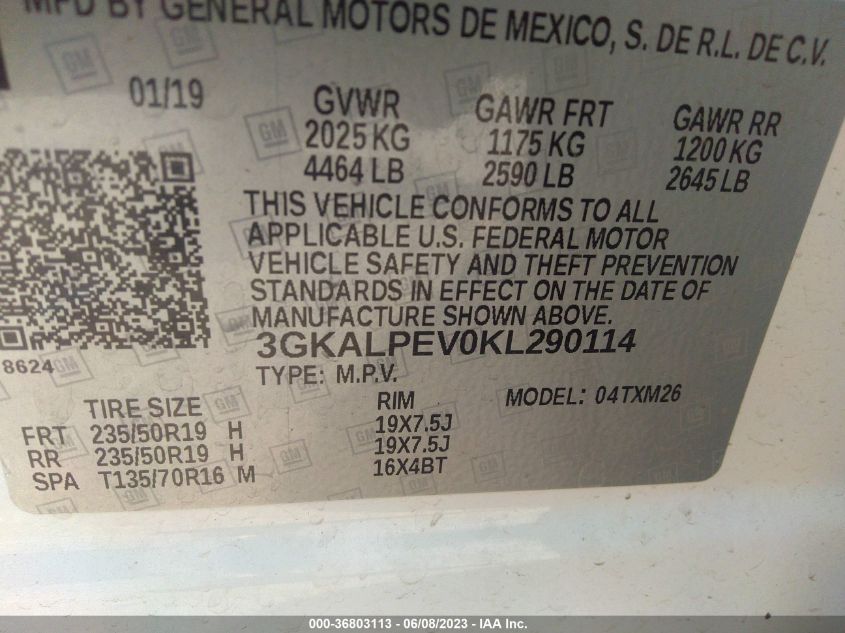 MFD BY GENERAL MOTORS DE MEXICO, S. DE R.L. DE C.V.
01/19 GVWR GAWR FRT GAWR RR
2025 KG 1175 KG 1200 KG
4464 LB 2590 LB 2645 LB
THIS VEHICLE CONFORMS TO ALL
APPLICABLE U.S. FEDERAL MOTOR
VEHICLE SAFETY AND THEFT PREVENTION
STANDARDS IN EFFECT ON THE DATE OF
MANUFACTURE SHOWN ABOVE.
8624 3GKALPEV0KL290114
TYPE: M.P.V. MODEL: 04TXM26
TIRE SIZE RIM
FRT 235/50R19 H 19X7.5J
RR 235/50R19 H 19X7.5J
SPA T135/70R16 M 16X4BT
GM
000-36803113 - 06/08/2023 - IAA Inc.